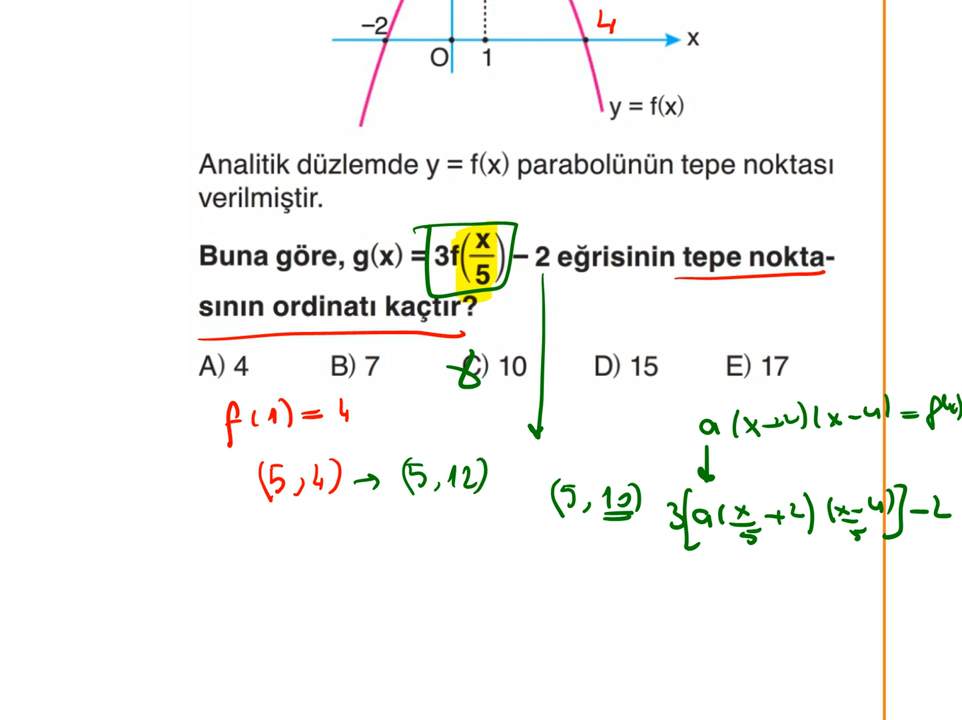 -2
4
O 1 x
y = f(x)
Analitik düzlemde y = f(x) parabolünün tepe noktası
verilmiştir.
Buna göre, g(x) = 3f(x/5) - 2 eğrisinin tepe nokta-
sının ordinatı kaçtır?
A) 4 B) 7 C) 10 D) 15 E) 17
f(1) = 4
a(x+2)(x-4) = f(x)
(5,4) → (5,12)
(5,10)
3[a(x/5+2)(x/5-4)]-2